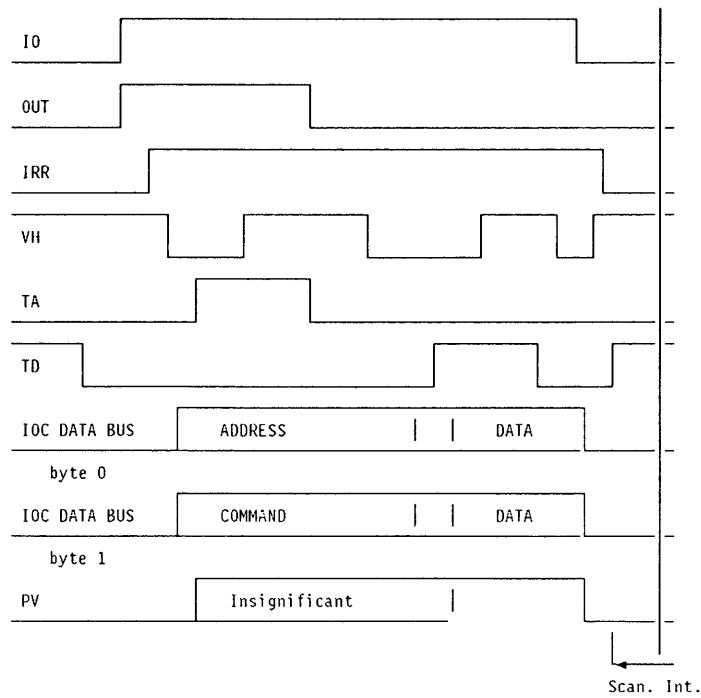 IO
OUT
IRR
VH
TA
TD
IOC DATA BUS ADDRESS | | DATA
byte 0
IOC DATA BUS COMMAND | | DATA
byte 1
PV Insignificant |
Scan. Int.